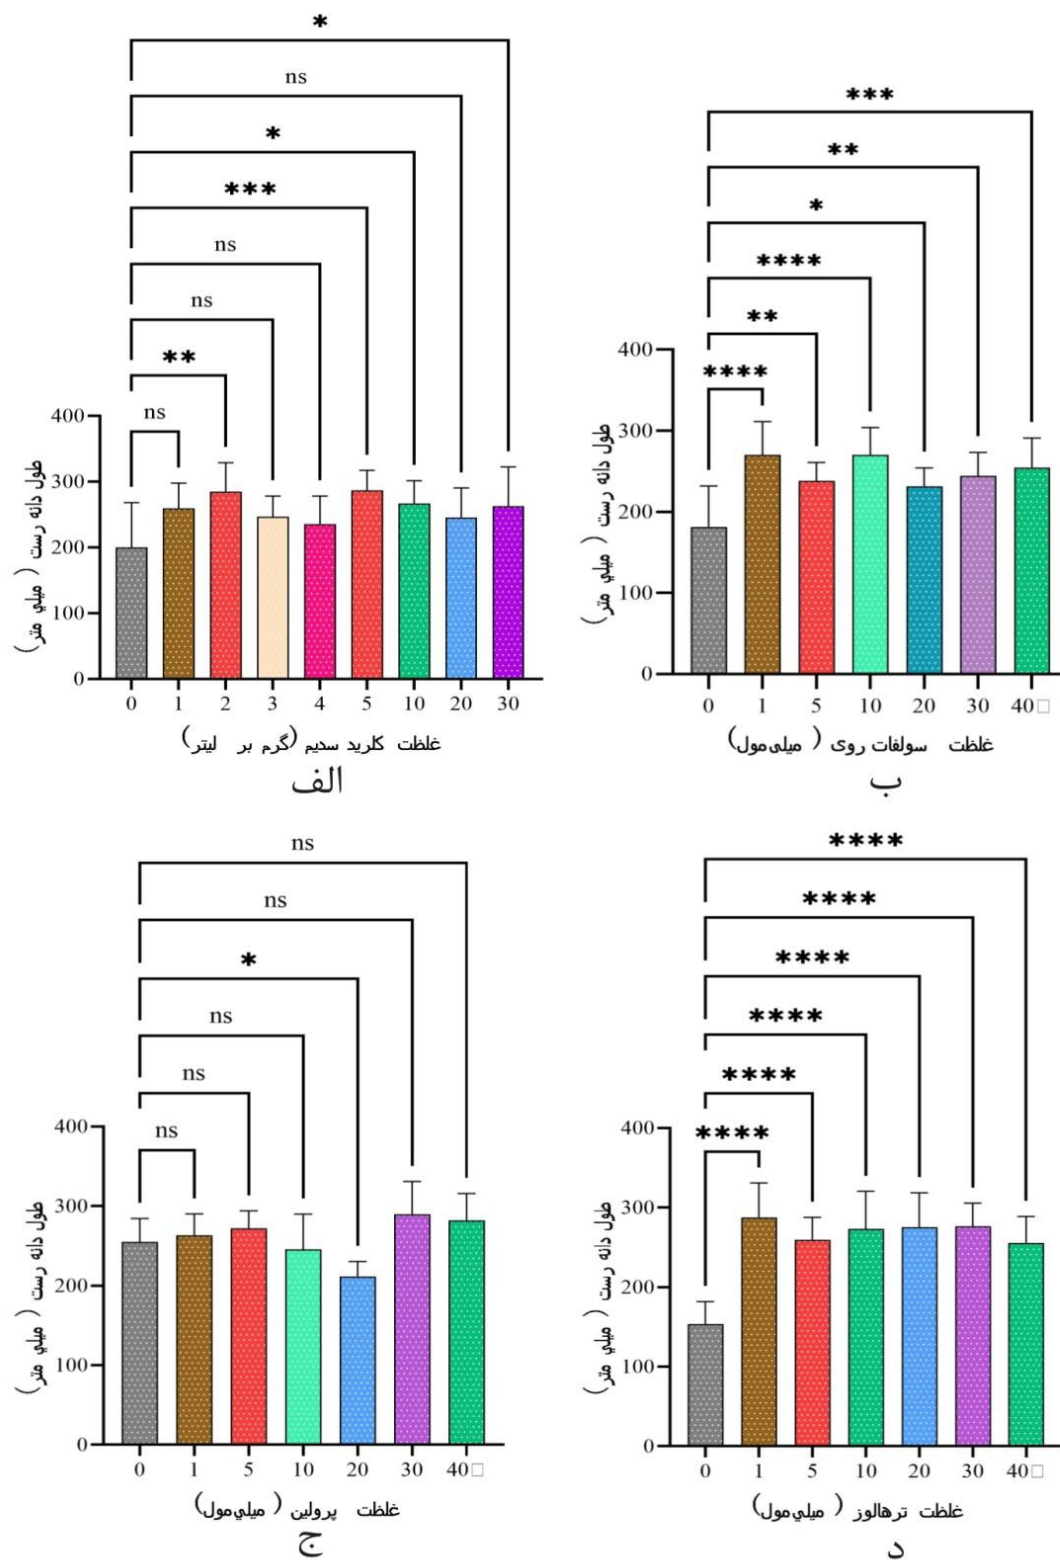 *
ns
*
***
ns
ns
**
ns
400
300
200
100
0
طول دانه رست ( ميلي متر)
0 1 2 3 4 5 10 20 30
غلظت کلرید سدیم (گرم بر لیتر)
الف
***
**
*
****
**
****
400
300
200
100
0
طول دانه رست ( ميلي متر)
0 1 5 10 20 30 40
غلظت سولفات روی ( میلی‌مول)
ب
ns
ns
*
ns
ns
ns
400
300
200
100
0
طول دانه رست ( ميلي متر)
0 1 5 10 20 30 40
غلظت پرولین ( میلي‌مول)
ج
****
****
****
****
****
****
400
300
200
100
0
طول دانه رست ( ميلي متر)
0 1 5 10 20 30 40
غلظت ترهالوز ( میلي‌مول)
د